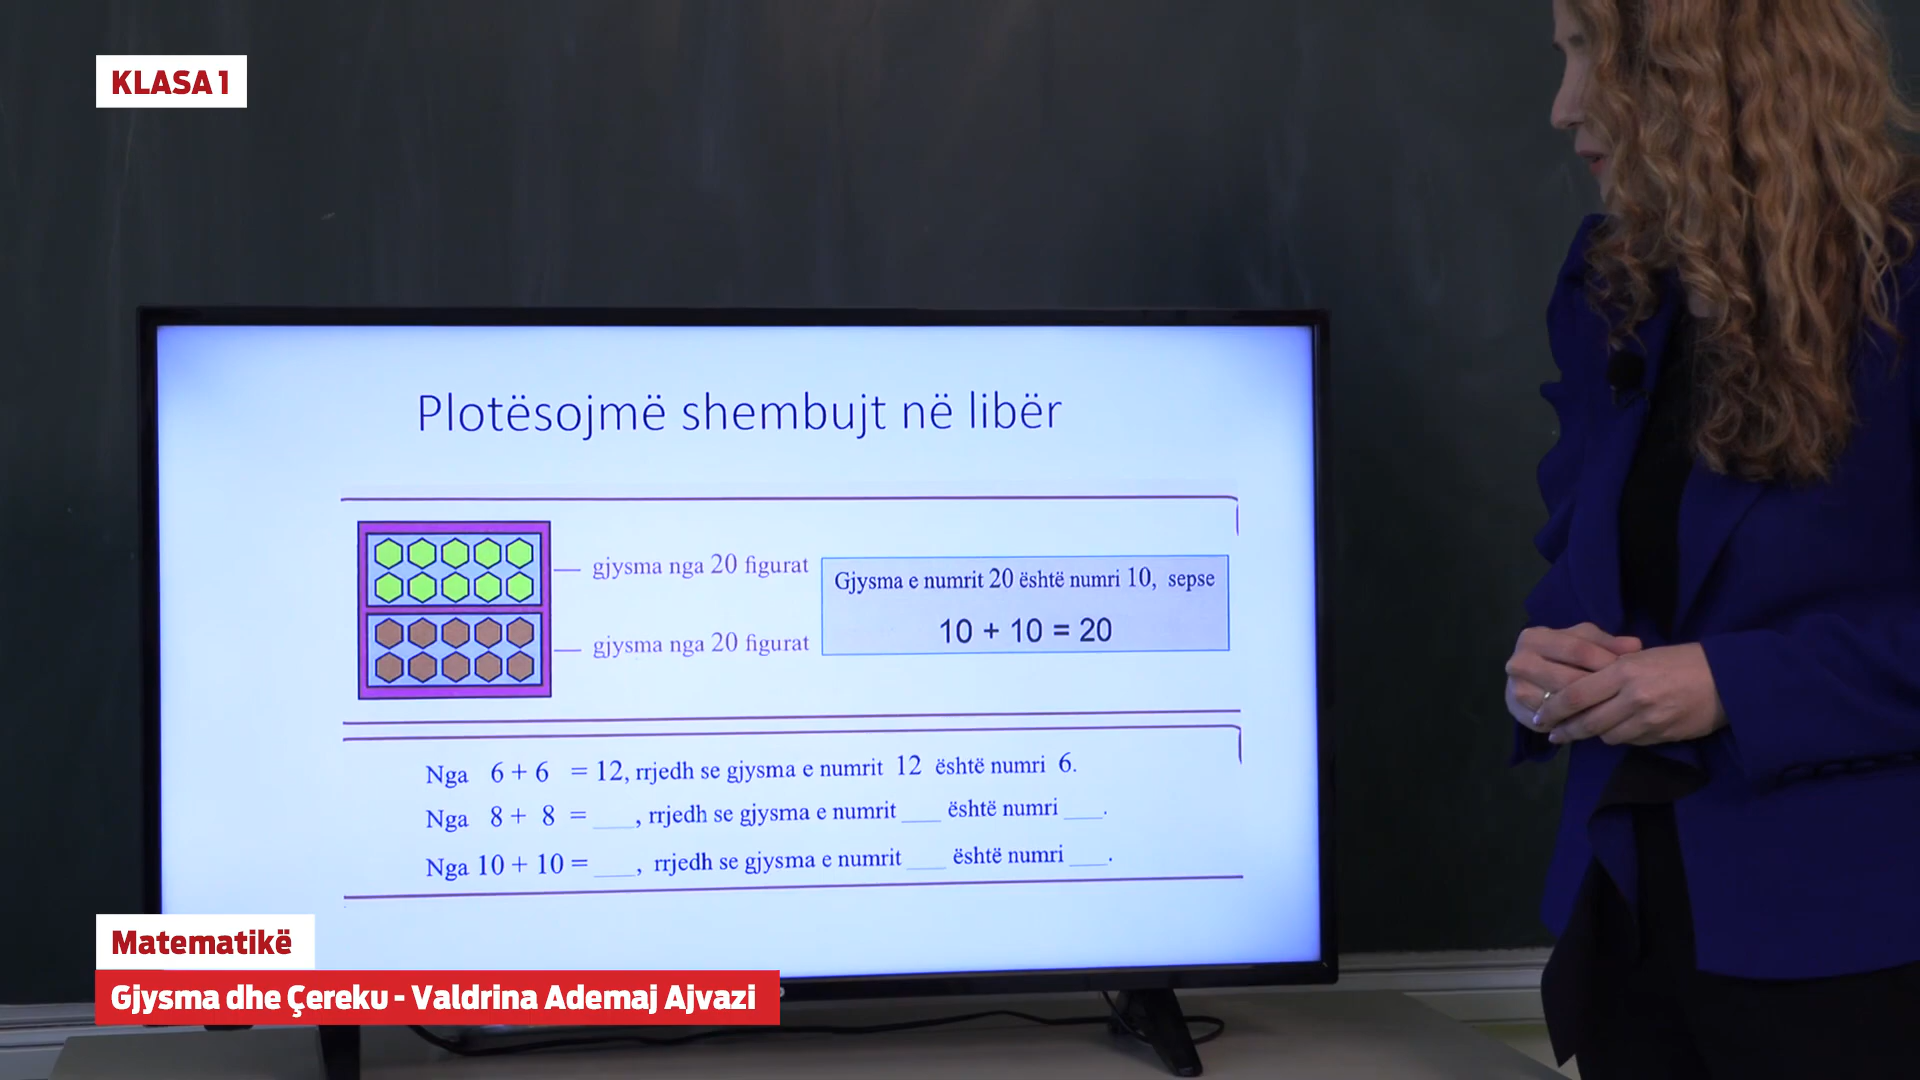 KLASA 1
Plotësojmë shembujt në libër
gjysma nga 20 figurat
gjysma nga 20 figurat
Gjysma e numrit 20 është numri 10, sepse
10 + 10 = 20
Nga 6 + 6 = 12, rrjedh se gjysma e numrit 12 është numri 6.
Nga 8 + 8 = ___, rrjedh se gjysma e numrit ___ është numri ___.
Nga 10 + 10 = ___, rrjedh se gjysma e numrit ___ është numri ___.
Matematikë
Gjysma dhe Çereku - Valdrina Ademaj Ajvazi